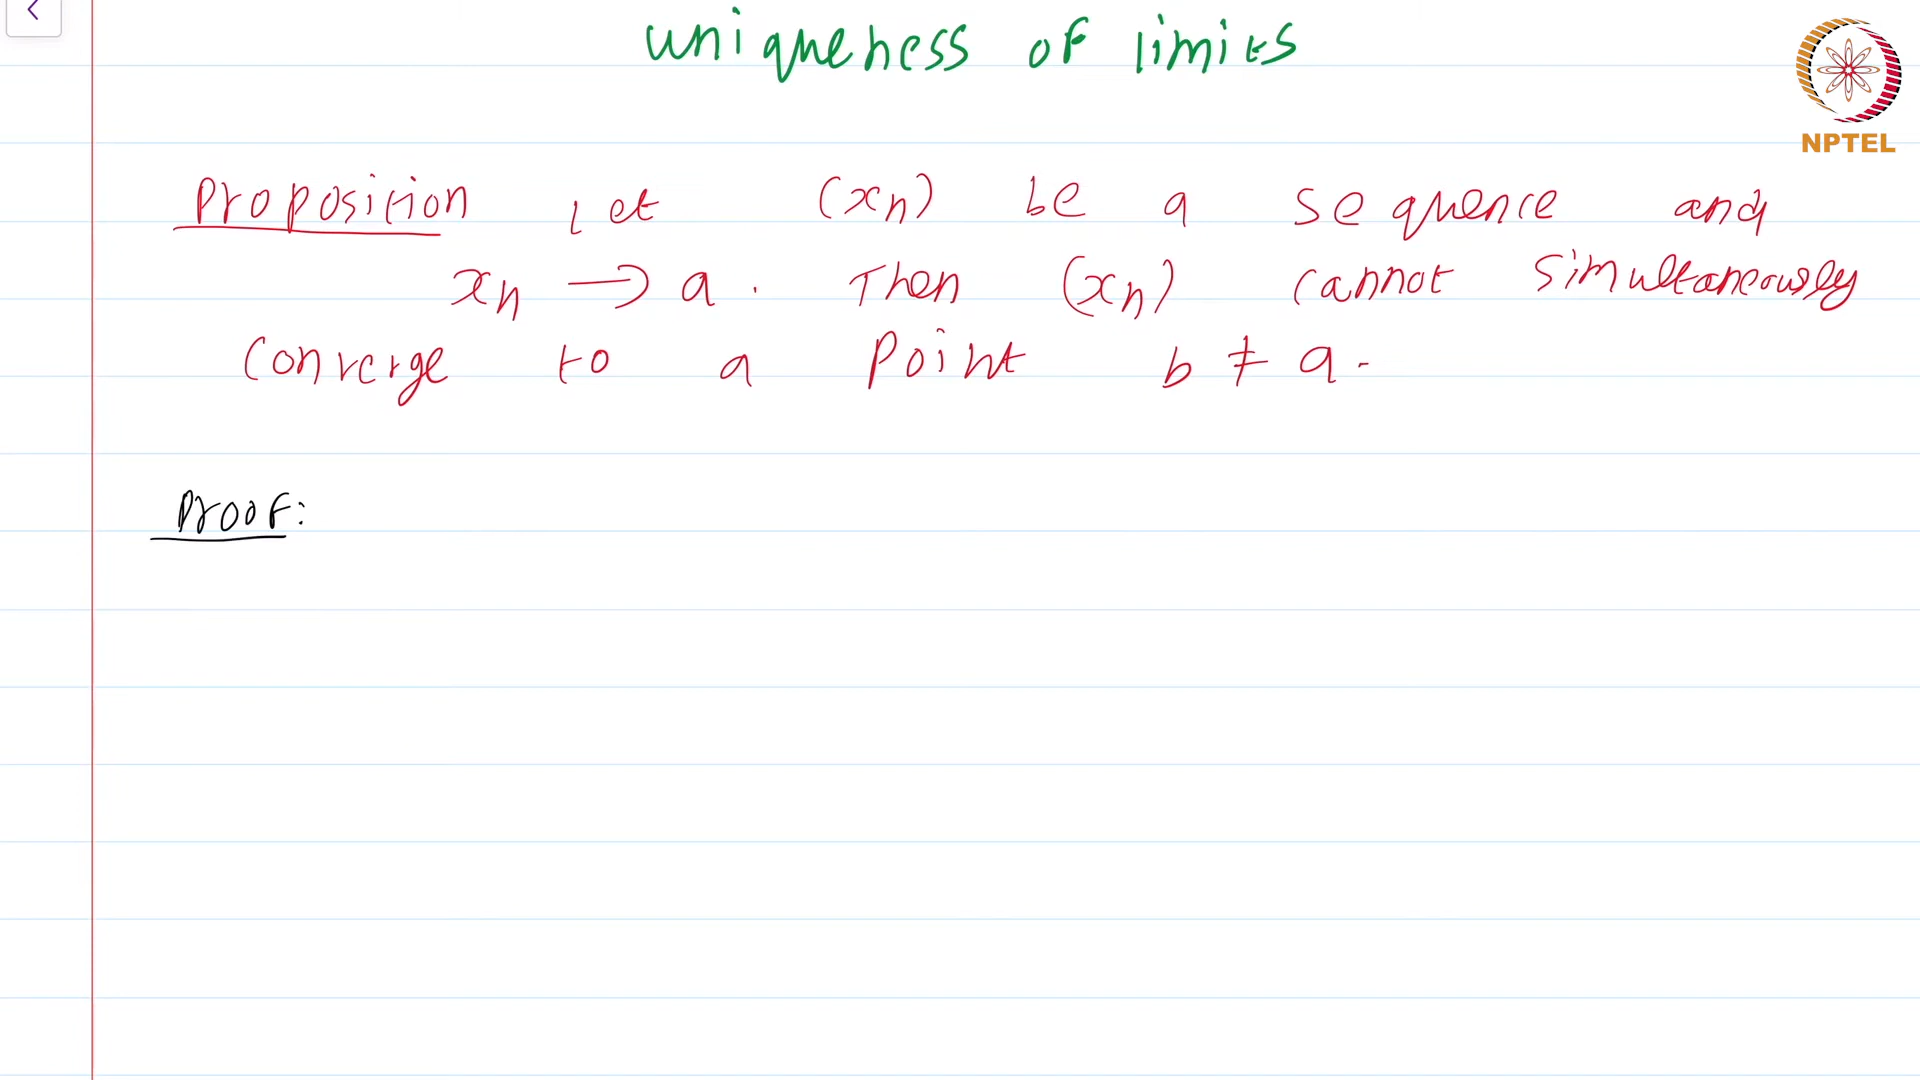 uniqueness of limits
NPTEL
Proposition Let (xn) be a sequence and
xn → a. Then (xn) cannot simultaneously
converge to a point b ≠ a.
Proof: